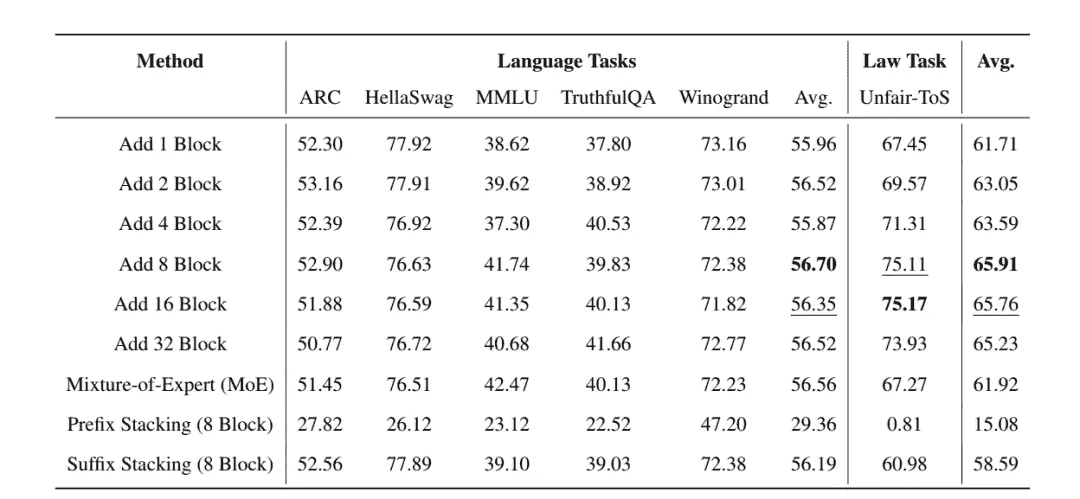 Method Language Tasks Law Task Avg.
ARC HellaSwag MMLU TruthfulQA Winogrand Avg. Unfair-ToS
Add 1 Block 52.30 77.92 38.62 37.80 73.16 55.96 67.45 61.71
Add 2 Block 53.16 77.91 39.62 38.92 73.01 56.52 69.57 63.05
Add 4 Block 52.39 76.92 37.30 40.53 72.22 55.87 71.31 63.59
Add 8 Block 52.90 76.63 41.74 39.83 72.38 56.70 75.11 65.91
Add 16 Block 51.88 76.59 41.35 40.13 71.82 56.35 75.17 65.76
Add 32 Block 50.77 76.72 40.68 41.66 72.77 56.52 73.93 65.23
Mixture-of-Expert (MoE) 51.45 76.51 42.47 40.13 72.23 56.56 67.27 61.92
Prefix Stacking (8 Block) 27.82 26.12 23.12 22.52 47.20 29.36 0.81 15.08
Suffix Stacking (8 Block) 52.56 77.89 39.10 39.03 72.38 56.19 60.98 58.59